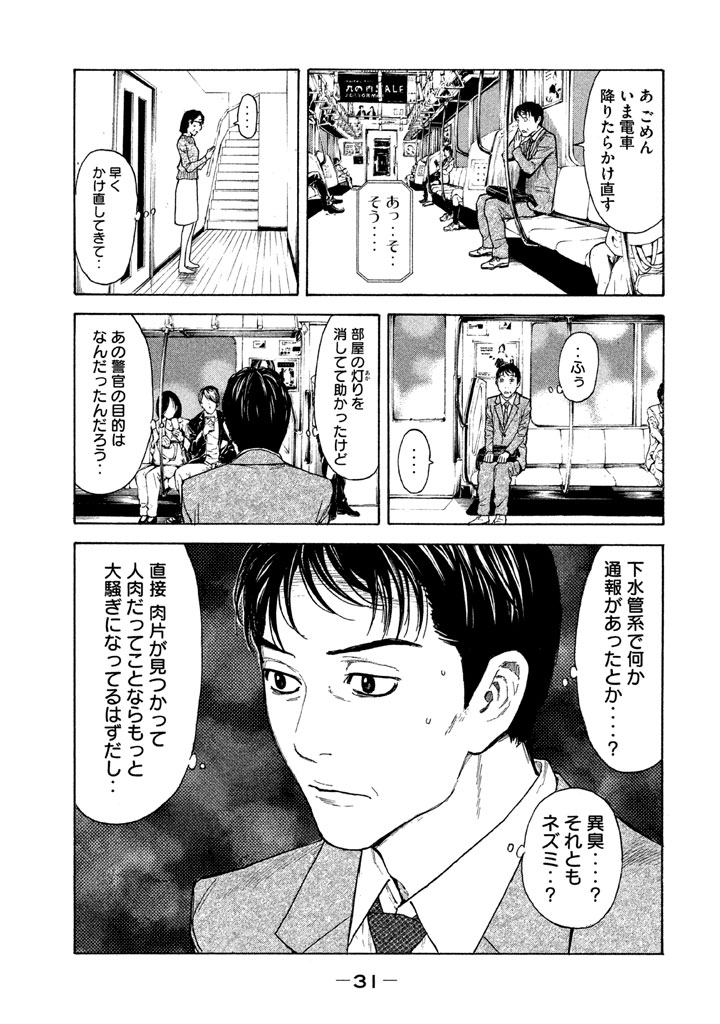 あ ごめん
いま電車
降りたらかけ直す
あっ‥そ‥
そう‥‥
‥‥
早く
かけ直してきて‥
‥ふぅ
‥‥
部屋の灯りを
あか
消してて助かったけど
あの警官の目的は
なんだったんだろう‥
下水管系で何か
通報があったとか‥‥？
異臭‥‥？
それとも
ネズミ‥？
直接 肉片が見つかって
人肉だってことならもっと
大騒ぎになってるはずだし‥
—31—